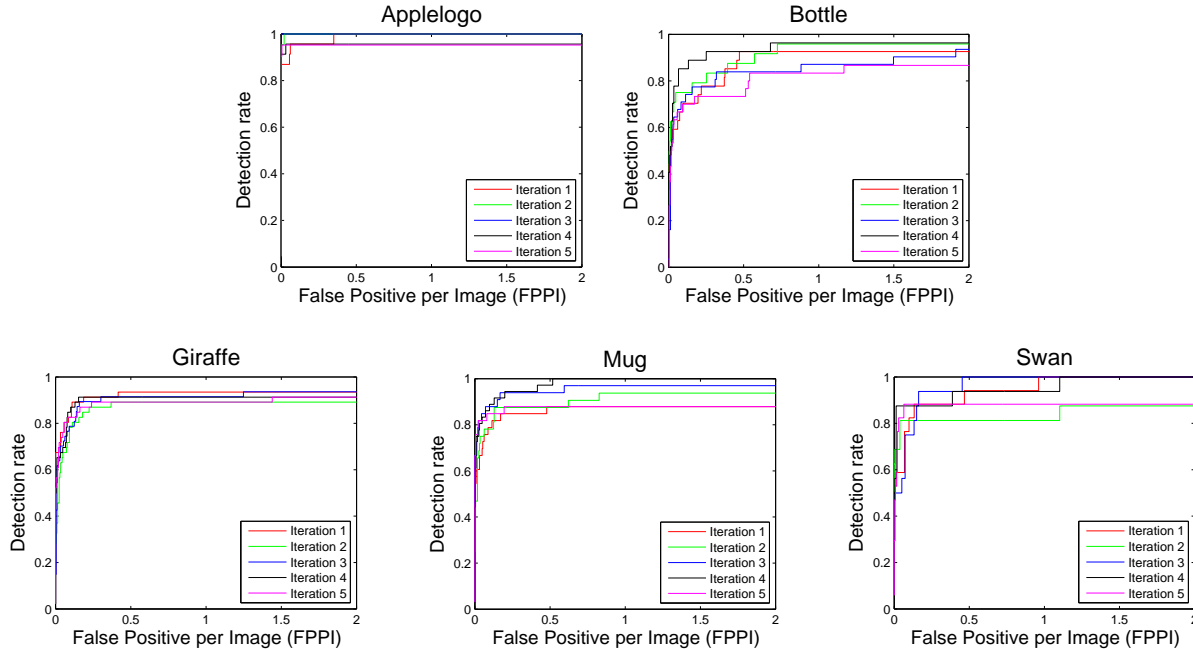 Applelogo
Detection rate
1
0.8
0.6
0.4
0.2
0
0 0.5 1 1.5 2
False Positive per Image (FPPI)
Iteration 1
Iteration 2
Iteration 3
Iteration 4
Iteration 5
Bottle
Detection rate
1
0.8
0.6
0.4
0.2
0
0 0.5 1 1.5 2
False Positive per Image (FPPI)
Iteration 1
Iteration 2
Iteration 3
Iteration 4
Iteration 5
Giraffe
Detection rate
1
0.8
0.6
0.4
0.2
0
0 0.5 1 1.5 2
False Positive per Image (FPPI)
Iteration 1
Iteration 2
Iteration 3
Iteration 4
Iteration 5
Mug
Detection rate
1
0.8
0.6
0.4
0.2
0
0 0.5 1 1.5 2
False Positive per Image (FPPI)
Iteration 1
Iteration 2
Iteration 3
Iteration 4
Iteration 5
Swan
Detection rate
1
0.8
0.6
0.4
0.2
0
0 0.5 1 1.5 2
False Positive per Image (FPPI)
Iteration 1
Iteration 2
Iteration 3
Iteration 4
Iteration 5